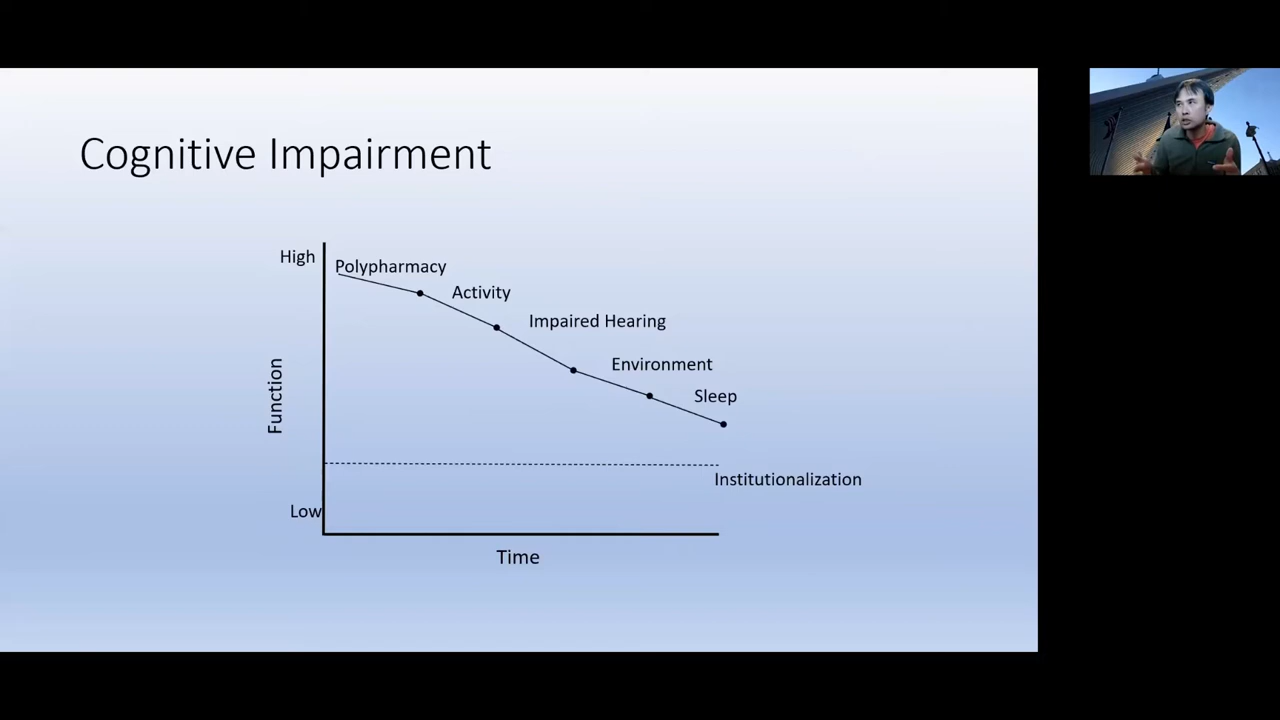 Cognitive Impairment
High
Polypharmacy
Activity
Impaired Hearing
Environment
Sleep
Function
Institutionalization
Low
Time